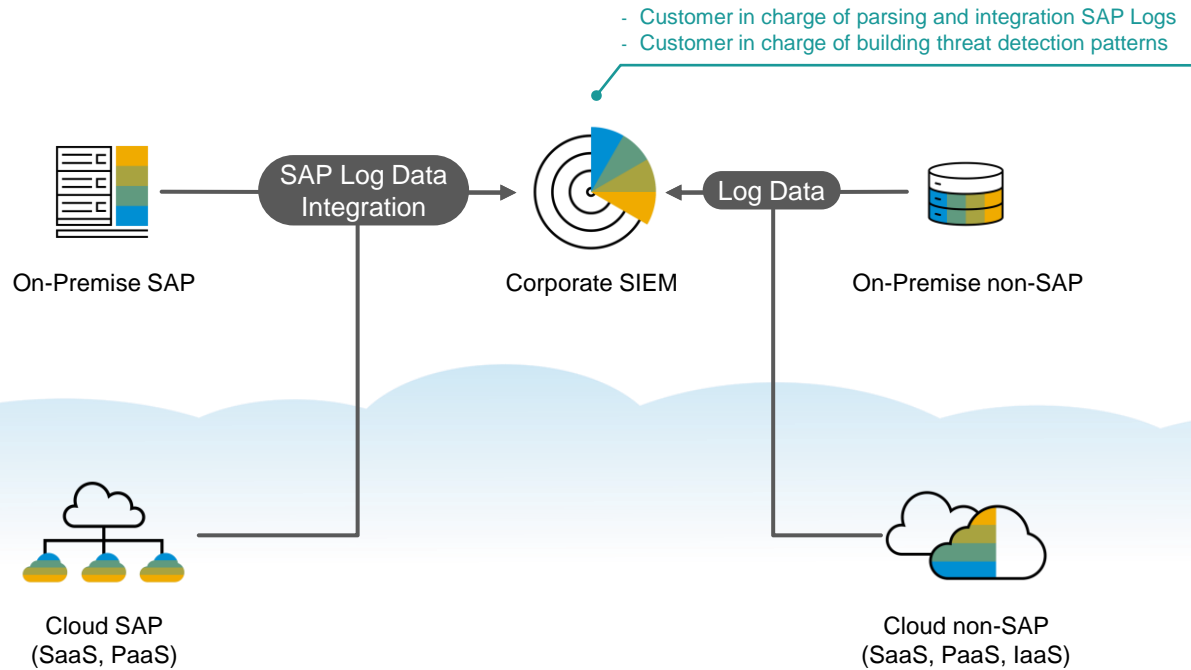 - Customer in charge of parsing and integration SAP Logs
- Customer in charge of building threat detection patterns
SAP Log Data
Integration
Log Data
On-Premise SAP
Corporate SIEM
On-Premise non-SAP
Cloud SAP
(SaaS, PaaS)
Cloud non-SAP
(SaaS, PaaS, IaaS)